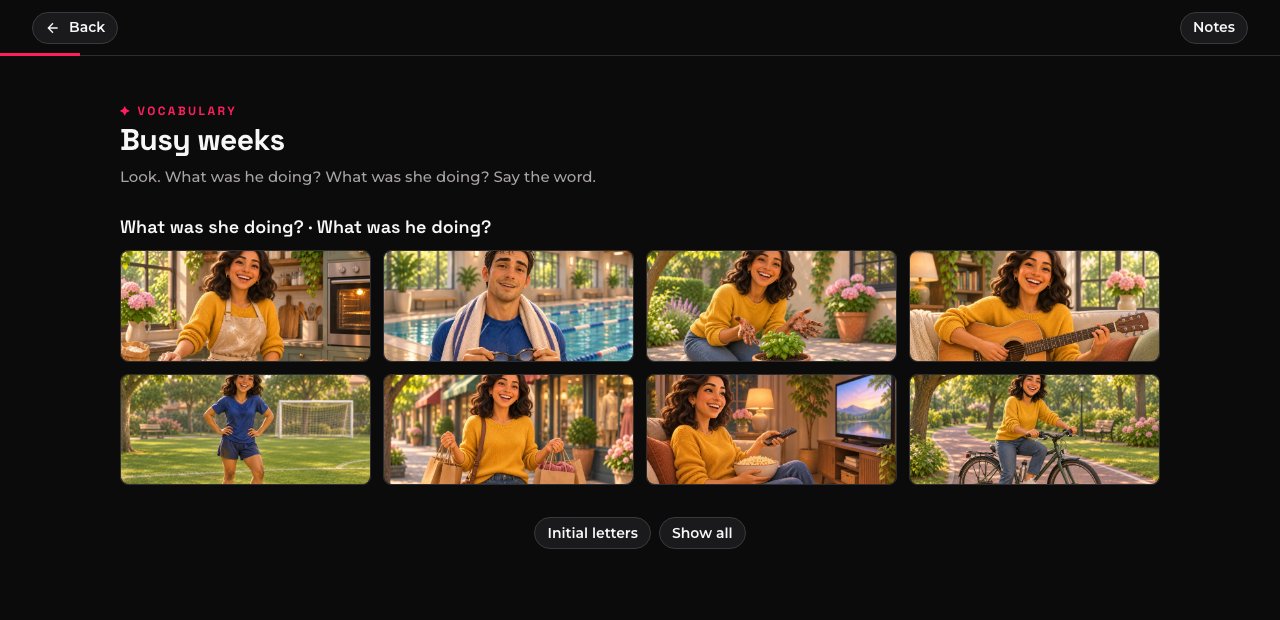 Back
Notes
VOCABULARY
Busy weeks
Look. What was he doing? What was she doing? Say the word.
What was she doing? · What was he doing?
Initial letters
Show all